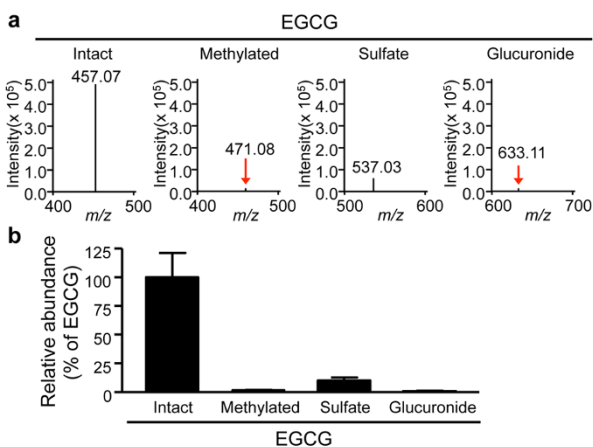 a
EGCG
Intact
Methylated
Sulfate
Glucuronide
Intensity(x 10⁵)
5.0
4.0
3.0
2.0
1.0
0.0
457.07
400
500
m/z
Intensity(x 10⁵)
5.0
4.0
3.0
2.0
1.0
0.0
471.08
400
500
m/z
Intensity(x 10⁵)
5.0
4.0
3.0
2.0
1.0
0.0
537.03
500
600
m/z
Intensity(x 10⁵)
5.0
4.0
3.0
2.0
1.0
0.0
633.11
600
700
m/z
b
Relative abundance
(% of EGCG)
125
100
75
50
25
0
Intact
Methylated
Sulfate
Glucuronide
EGCG